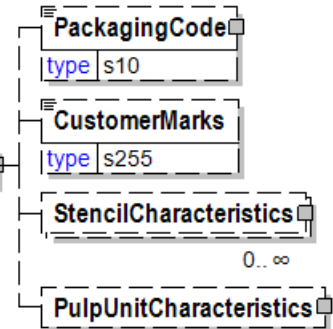 PackagingCode
type s10
CustomerMarks
type s255
StencilCharacteristics
0.. ∞
PulpUnitCharacteristics